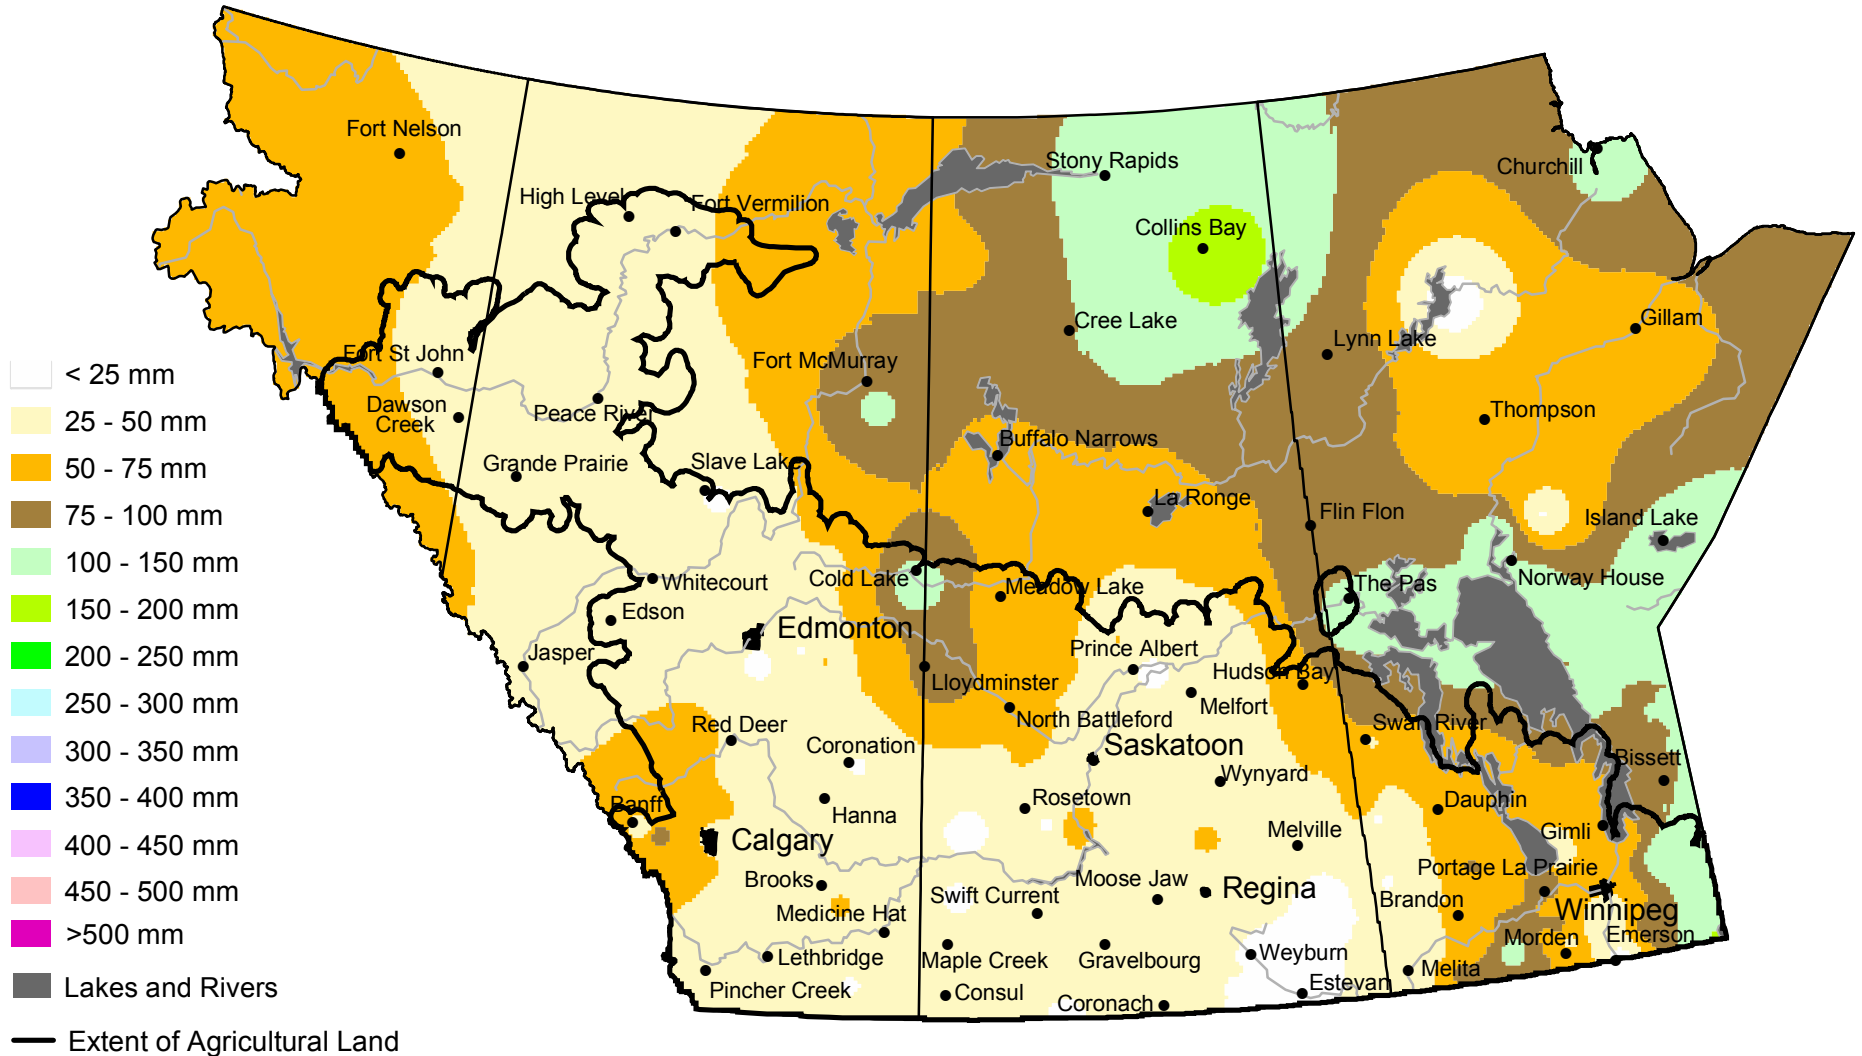 Fort Nelson
Stony Rapids
Churchill
High Level
Fort Vermilion
Collins Bay
Cree Lake
Gillam
Lynn Lake
Fort St John
Fort McMurray
< 25 mm
25 - 50 mm
50 - 75 mm
75 - 100 mm
100 - 150 mm
150 - 200 mm
200 - 250 mm
250 - 300 mm
300 - 350 mm
350 - 400 mm
400 - 450 mm
450 - 500 mm
>500 mm
Lakes and Rivers
Extent of Agricultural Land
Dawson
Creek
Peace River
Thompson
Buffalo Narrows
Grande Prairie
Slave Lake
La Ronge
Flin Flon
Island Lake
Whitecourt
Cold Lake
Meadow Lake
The Pas
Norway House
Edson
Edmonton
Jasper
Prince Albert
Hudson Bay
Lloydminster
Melfort
North Battleford
Red Deer
Coronation
Saskatoon
Swan River
Bissett
Wynyard
Banff
Hanna
Rosetown
Dauphin
Calgary
Melville
Gimli
Brooks
Swift Current
Moose Jaw
Regina
Portage La Prairie
Medicine Hat
Brandon
Winnipeg
Lethbridge
Maple Creek
Gravelbourg
Weyburn
Morden
Emerson
Pincher Creek
Consul
Coronach
Estevan
Melita